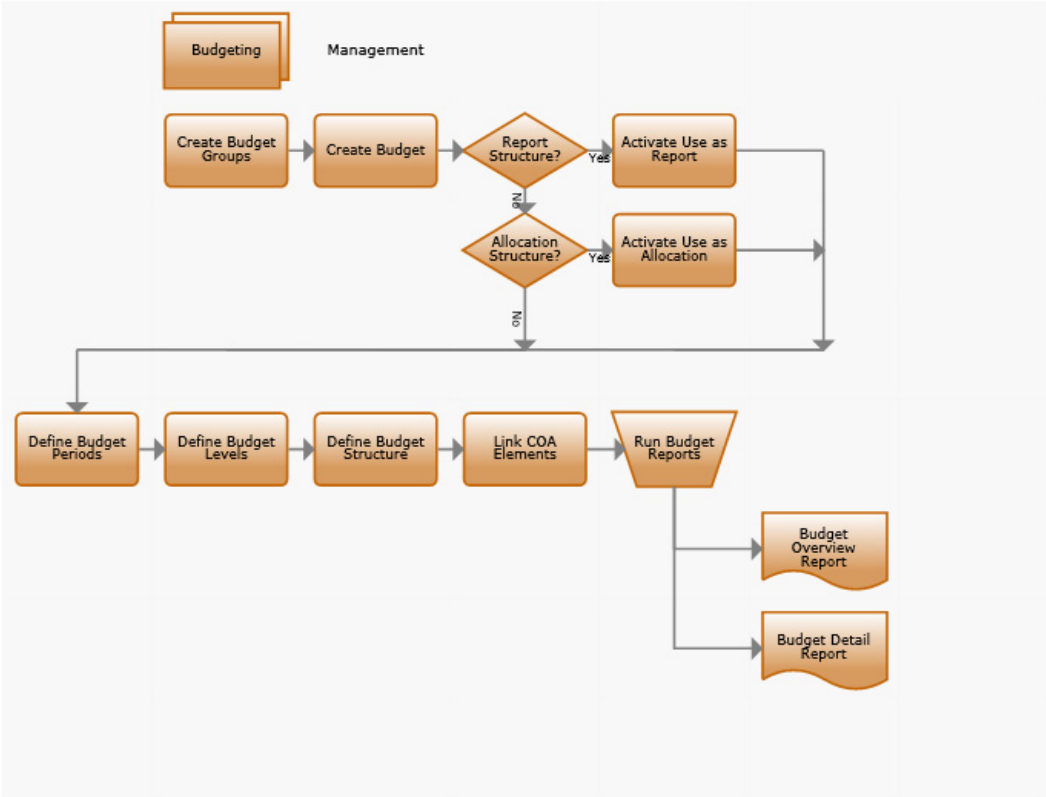 Budgeting
Management
Create Budget
Groups
Create Budget
Report
Structure?
Yes
Activate Use as
Report
No
Allocation
Structure?
Yes
Activate Use as
Allocation
No
Define Budget
Periods
Define Budget
Levels
Define Budget
Structure
Link COA
Elements
Run Budget
Reports
Budget
Overview
Report
Budget Detail
Report